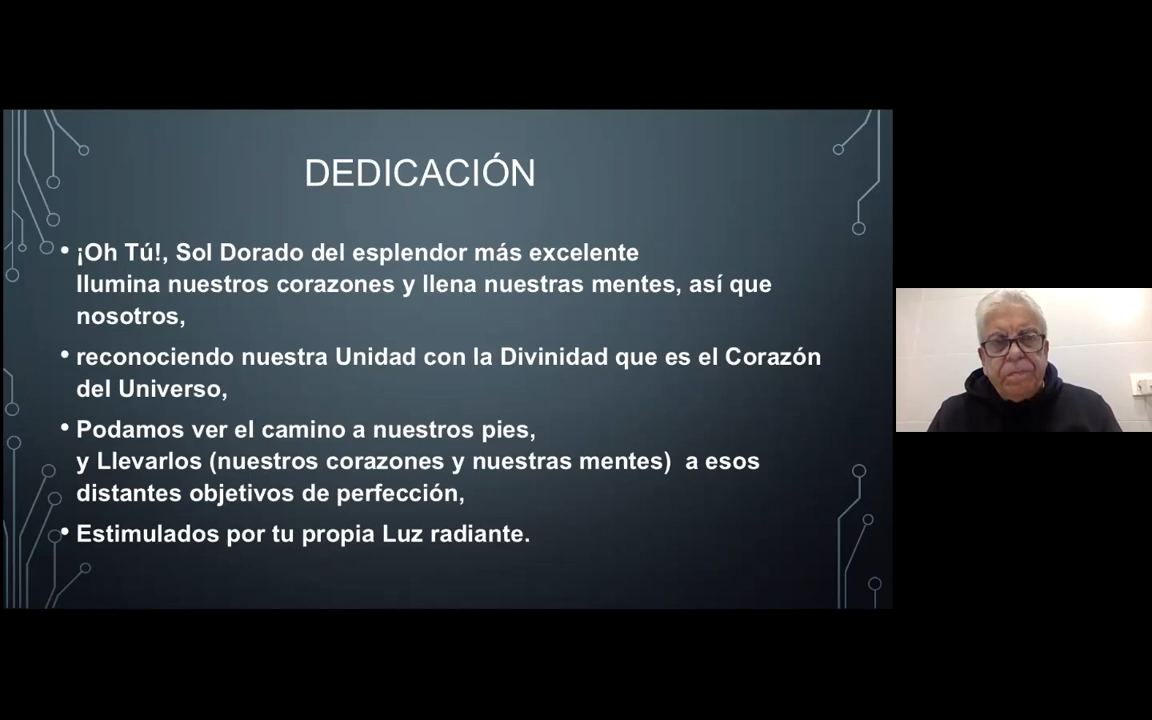 DEDICACIÓN
• ¡Oh Tú!, Sol Dorado del esplendor más excelente
Ilumina nuestros corazones y llena nuestras mentes, así que
nosotros,
• reconociendo nuestra Unidad con la Divinidad que es el Corazón
del Universo,
• Podamos ver el camino a nuestros pies,
y Llevarlos (nuestros corazones y nuestras mentes)  a esos
distantes objetivos de perfección,
• Estimulados por tu propia Luz radiante.